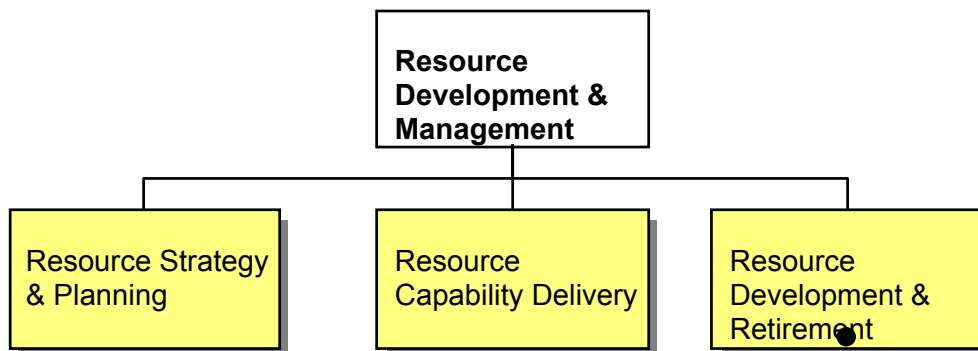 Resource
Development &
Management
Resource Strategy
& Planning
Resource
Capability Delivery
Resource
Development &
Retirement